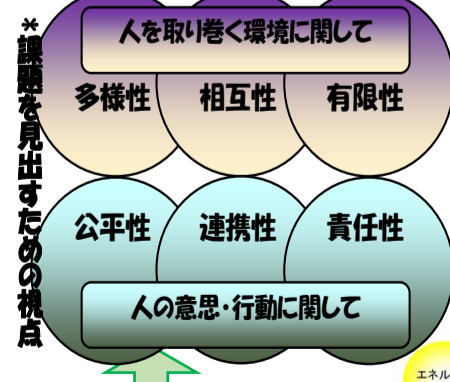 *課題を見出すための視点
人を取り巻く環境に関して
多様性 相互性 有限性
公平性 連携性 責任性
人の意思・行動に関して
エネル